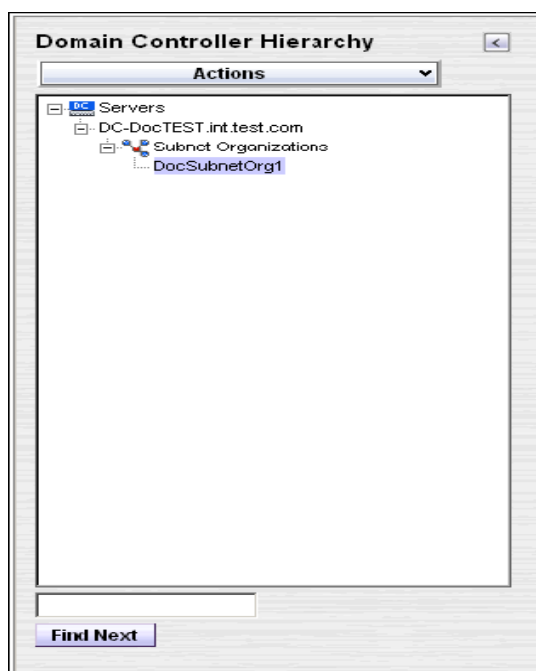 Domain Controller Hierarchy
<
Actions
DC Servers
DC-DocTEST.int.test.com
Subnet Organizations
DocSubnetOrg1
Find Next